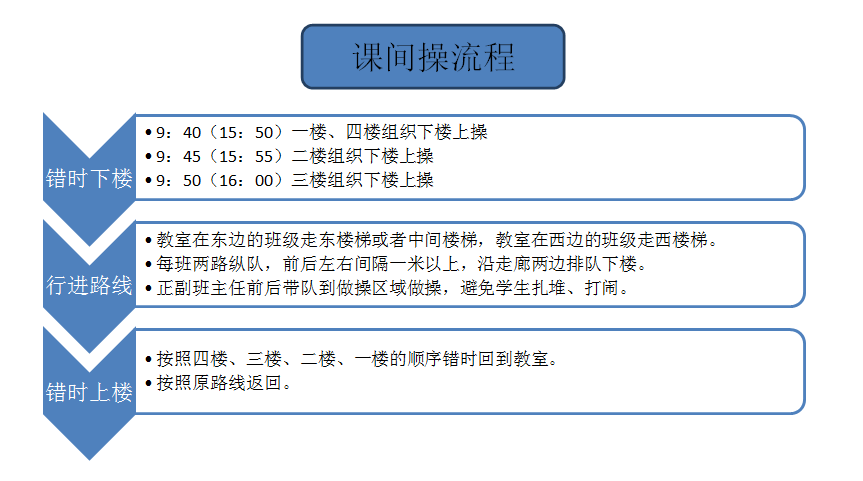 课间操流程
错时下楼
•9：40（15：50）一楼、四楼组织下楼上操
•9：45（15：55）二楼组织下楼上操
•9：50（16：00）三楼组织下楼上操
行进路线
•教室在东边的班级走东楼梯或者中间楼梯，教室在西边的班级走西楼梯。
•每班两路纵队，前后左右间隔一米以上，沿走廊两边排队下楼。
•正副班主任前后带队到做操区域做操，避免学生扎堆、打闹。
错时上楼
•按照四楼、三楼、二楼、一楼的顺序错时回到教室。
•按照原路线返回。